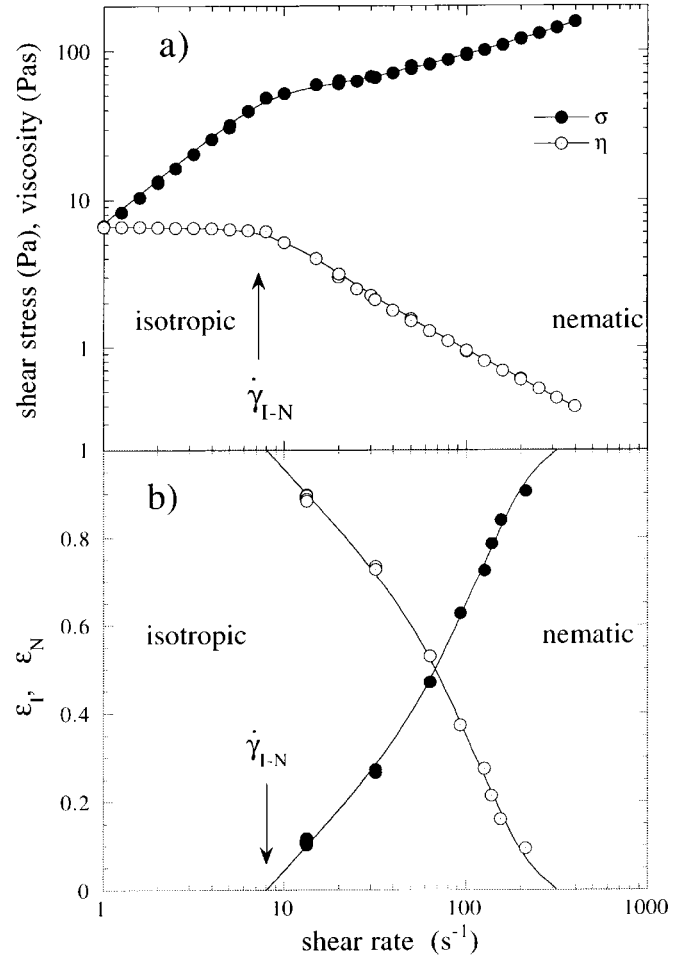 a)
100
10
1
shear stress (Pa), viscosity (Pas)
σ
η
isotropic
nematic
γ̇I-N
b)
1
0.8
0.6
0.4
0.2
0
εI, εN
isotropic
nematic
γ̇I-N
1
10
100
1000
shear rate (s⁻¹)